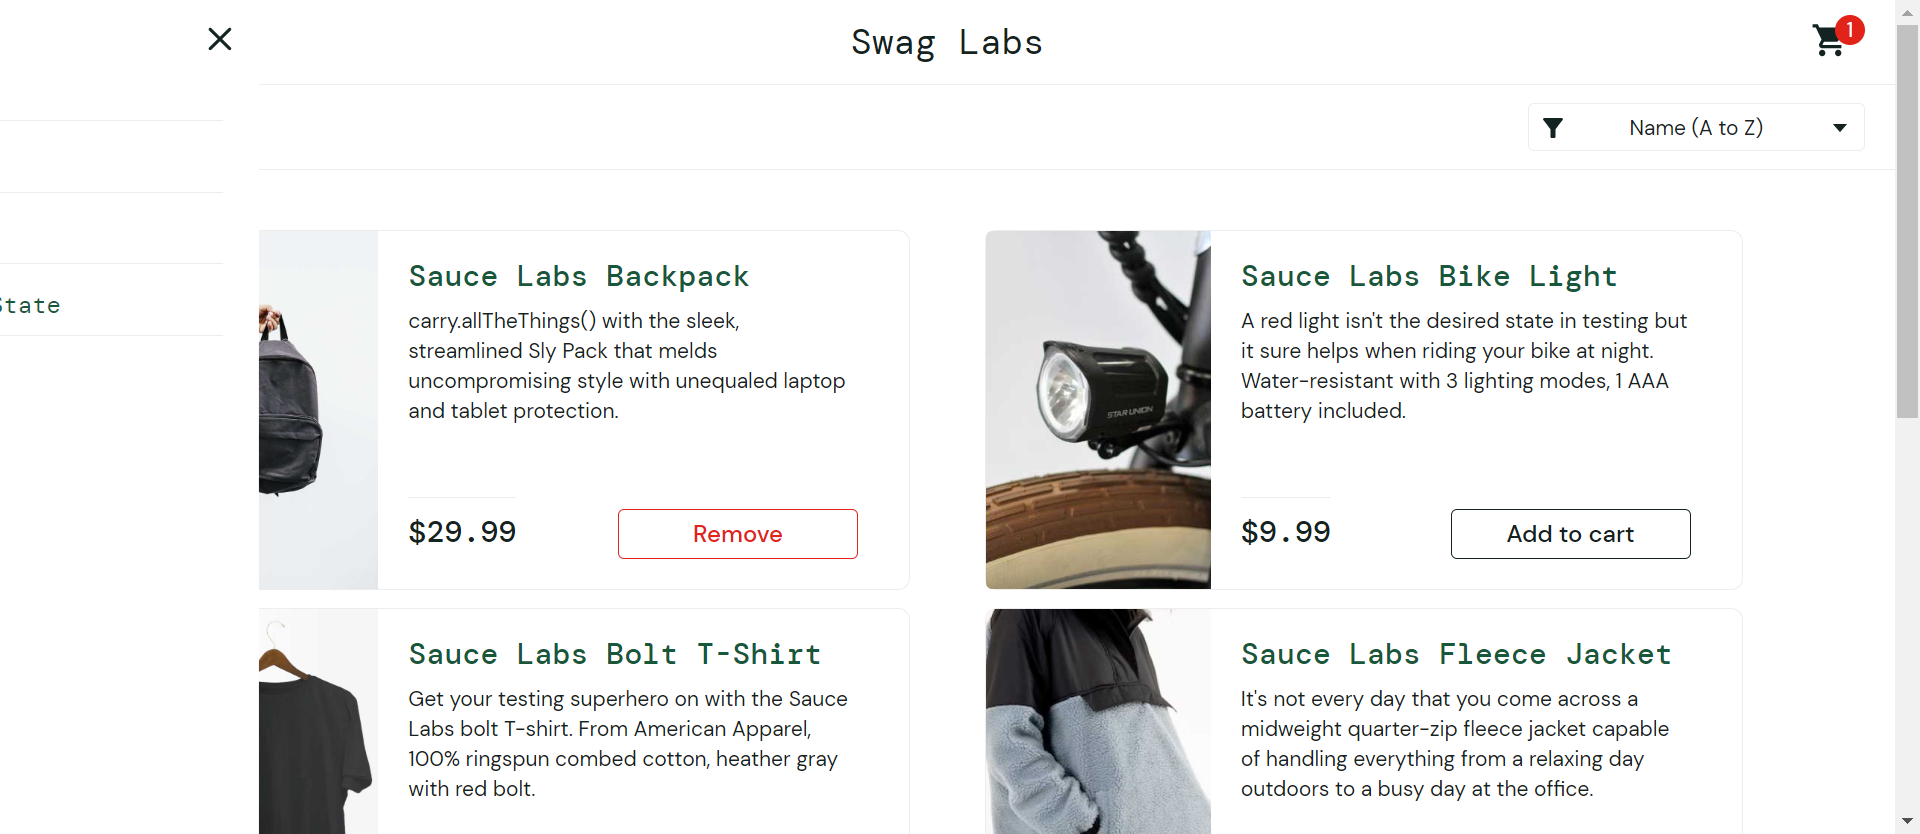 Swag Labs
1
Name (A to Z)
State
Sauce Labs Backpack
carry.allTheThings() with the sleek,
streamlined Sly Pack that melds
uncompromising style with unequaled laptop
and tablet protection.
$29.99
Remove
Sauce Labs Bike Light
A red light isn't the desired state in testing but
it sure helps when riding your bike at night.
Water-resistant with 3 lighting modes, 1 AAA
battery included.
STAR UNION
$9.99
Add to cart
Sauce Labs Bolt T-Shirt
Get your testing superhero on with the Sauce
Labs bolt T-shirt. From American Apparel,
100% ringspun combed cotton, heather gray
with red bolt.
Sauce Labs Fleece Jacket
It's not every day that you come across a
midweight quarter-zip fleece jacket capable
of handling everything from a relaxing day
outdoors to a busy day at the office.